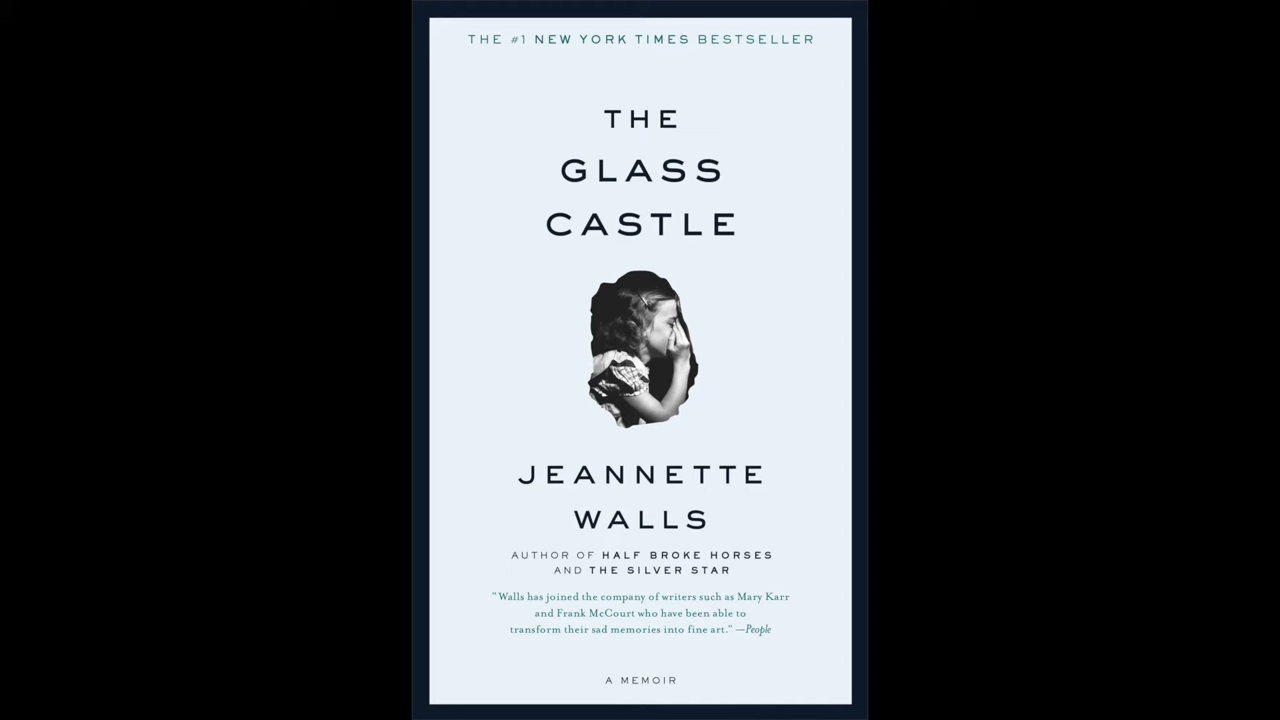 THE #1 NEW YORK TIMES BESTSELLER
THE
GLASS
CASTLE
JEANNETTE
WALLS
AUTHOR OF HALF BROKE HORSES
AND THE SILVER STAR
"Walls has joined the company of writers such as Mary Karr
and Frank McCourt who have been able to
transform their sad memories into fine art." —People
A MEMOIR